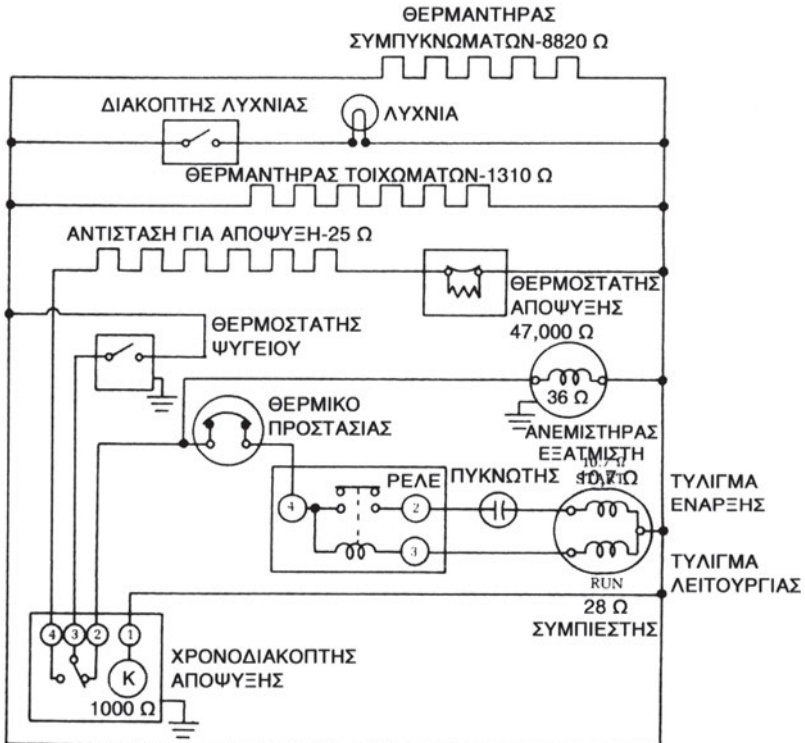 ΘΕΡΜΑΝΤΗΡΑΣ
ΣΥΜΠΥΚΝΩΜΑΤΩΝ-8820 Ω
ΔΙΑΚΟΠΤΗΣ ΛΥΧΝΙΑΣ
ΛΥΧΝΙΑ
ΘΕΡΜΑΝΤΗΡΑΣ ΤΟΙΧΩΜΑΤΩΝ-1310 Ω
ΑΝΤΙΣΤΑΣΗ ΓΙΑ ΑΠΟΨΥΞΗ-25 Ω
ΘΕΡΜΟΣΤΑΤΗΣ
ΑΠΟΨΥΞΗΣ
47,000 Ω
ΘΕΡΜΟΣΤΑΤΗΣ
ΨΥΓΕΙΟΥ
36 Ω
ΘΕΡΜΙΚΟ
ΠΡΟΣΤΑΣΙΑΣ
ΑΝΕΜΙΣΤΗΡΑΣ
ΕΞΑΤΜΙΣΤΗ
10.7 Ω
10,7 Ω
ΡΕΛΕ
ΠΥΚΝΩΤΗΣ
4
2
3
ΤΥΛΙΓΜΑ
ΕΝΑΡΞΗΣ
ΤΥΛΙΓΜΑ
ΛΕΙΤΟΥΡΓΙΑΣ
RUN
28 Ω
ΣΥΜΠΙΕΣΤΗΣ
4 3 2 1
K
1000 Ω
ΧΡΟΝΟΔΙΑΚΟΠΤΗΣ
ΑΠΟΨΥΞΗΣ